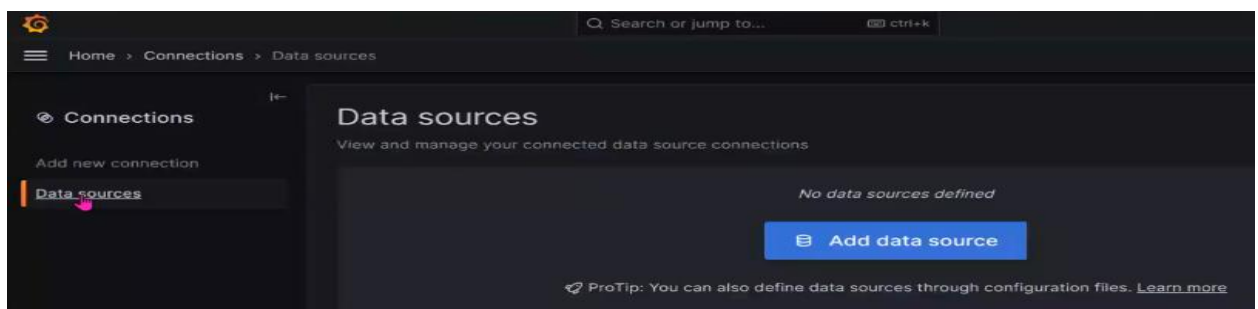 Search or jump to... ctrl+k
Home › Connections › Data sources
Connections
Add new connection
Data sources
Data sources
View and manage your connected data source connections
No data sources defined
Add data source
ProTip: You can also define data sources through configuration files. Learn more